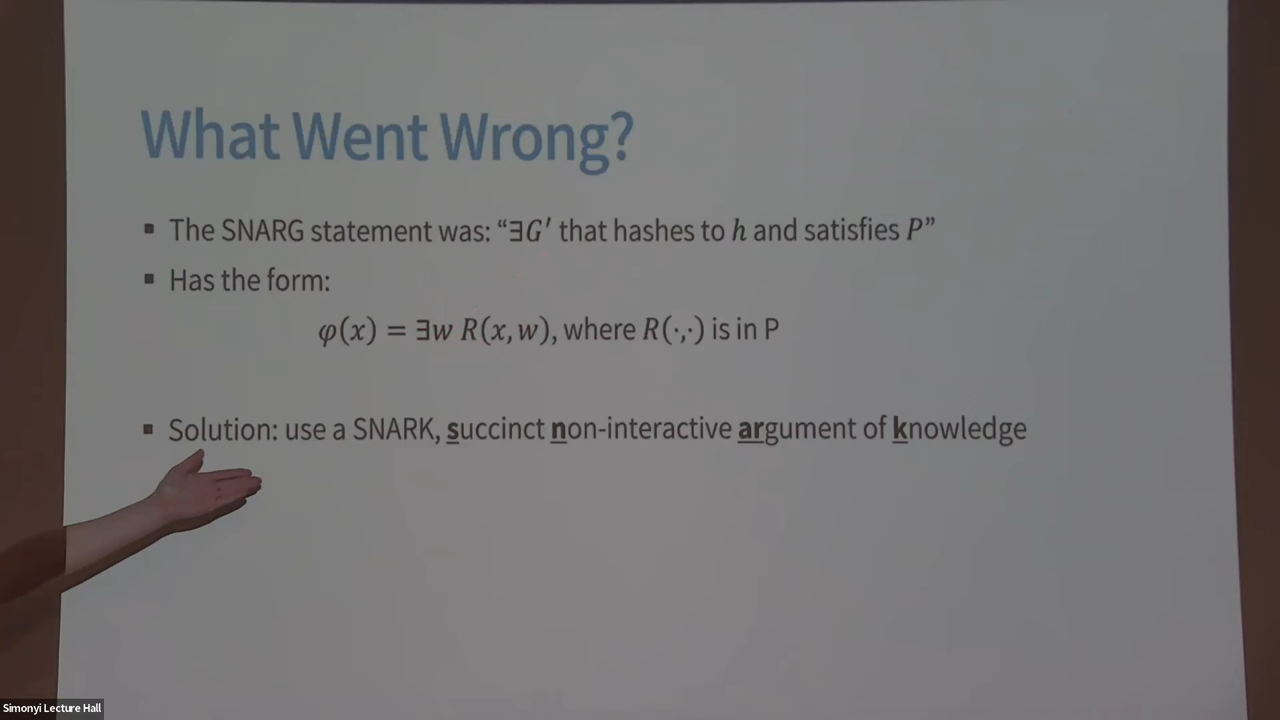 What Went Wrong?
▪ The SNARG statement was: “∃G′ that hashes to h and satisfies P”
▪ Has the form:
φ(x) = ∃w R(x, w), where R(·,·) is in P
▪ Solution: use a SNARK, succinct non-interactive argument of knowledge
Simonyi Lecture Hall